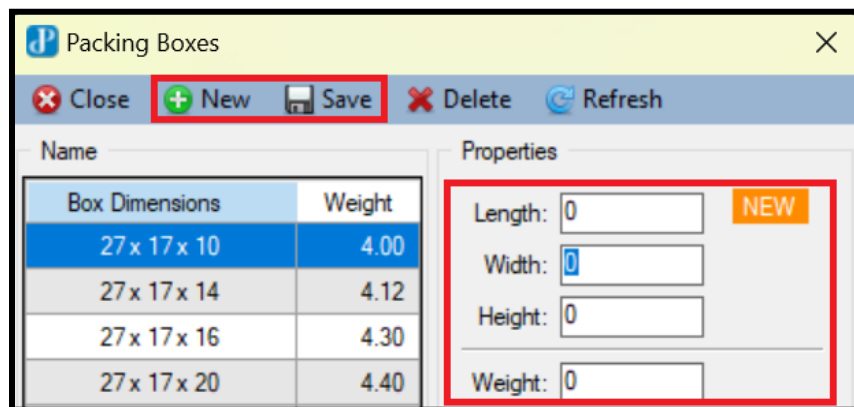 Packing Boxes
Close New Save Delete Refresh
Name
Properties
Box Dimensions Weight
27 x 17 x 10 4.00
27 x 17 x 14 4.12
27 x 17 x 16 4.30
27 x 17 x 20 4.40
Length: 0 NEW
Width: 0
Height: 0
Weight: 0